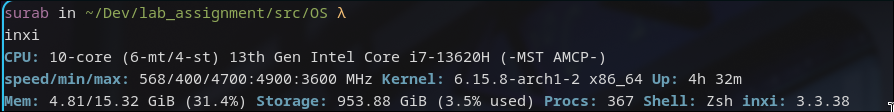 surab in ~/Dev/lab_assignment/src/OS λ
inxi
CPU: 10-core (6-mt/4-st) 13th Gen Intel Core i7-13620H (-MST AMCP-)
speed/min/max: 568/400/4700:4900:3600 MHz Kernel: 6.15.8-arch1-2 x86_64 Up: 4h 32m
Mem: 4.81/15.32 GiB (31.4%) Storage: 953.88 GiB (3.5% used) Procs: 367 Shell: Zsh inxi: 3.3.38